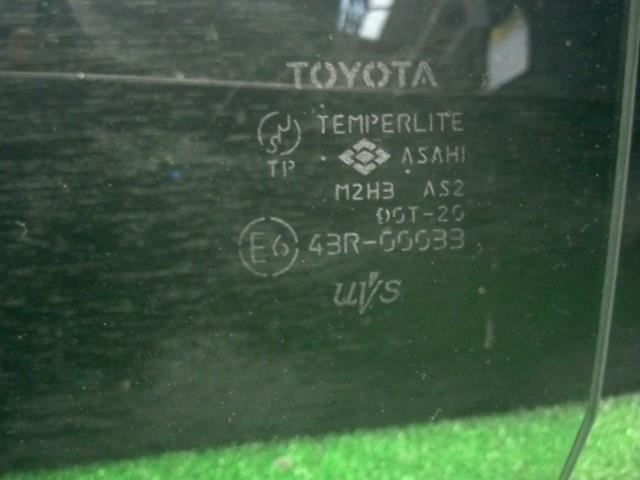 TOYOTA
TEMPERLITE
TP ASAHI
M2H3 AS2
DOT-20
E6 43R-00033
UVS